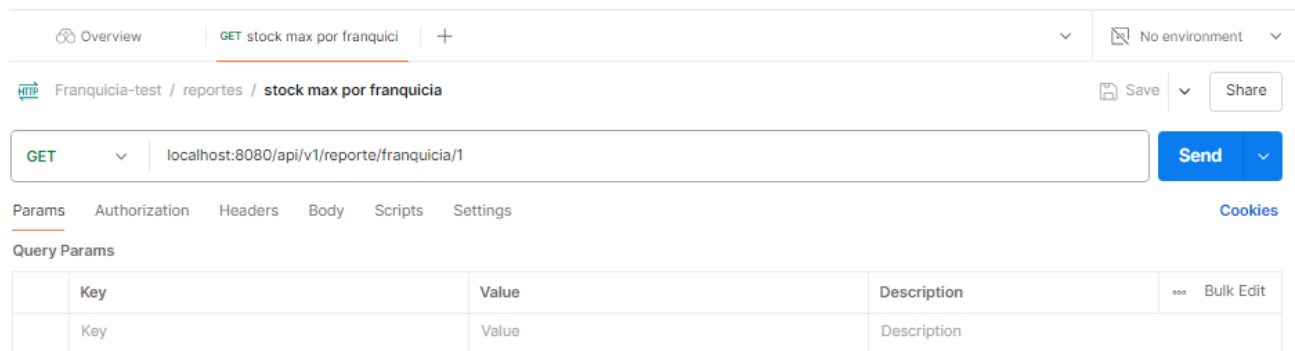 Overview GET stock max por franquici + No environment
HTTP Franquicia-test / reportes / stock max por franquicia Save Share
GET localhost:8080/api/v1/reporte/franquicia/1 Send
Params Authorization Headers Body Scripts Settings Cookies
Query Params
Key Value Description ooo Bulk Edit
Key Value Description